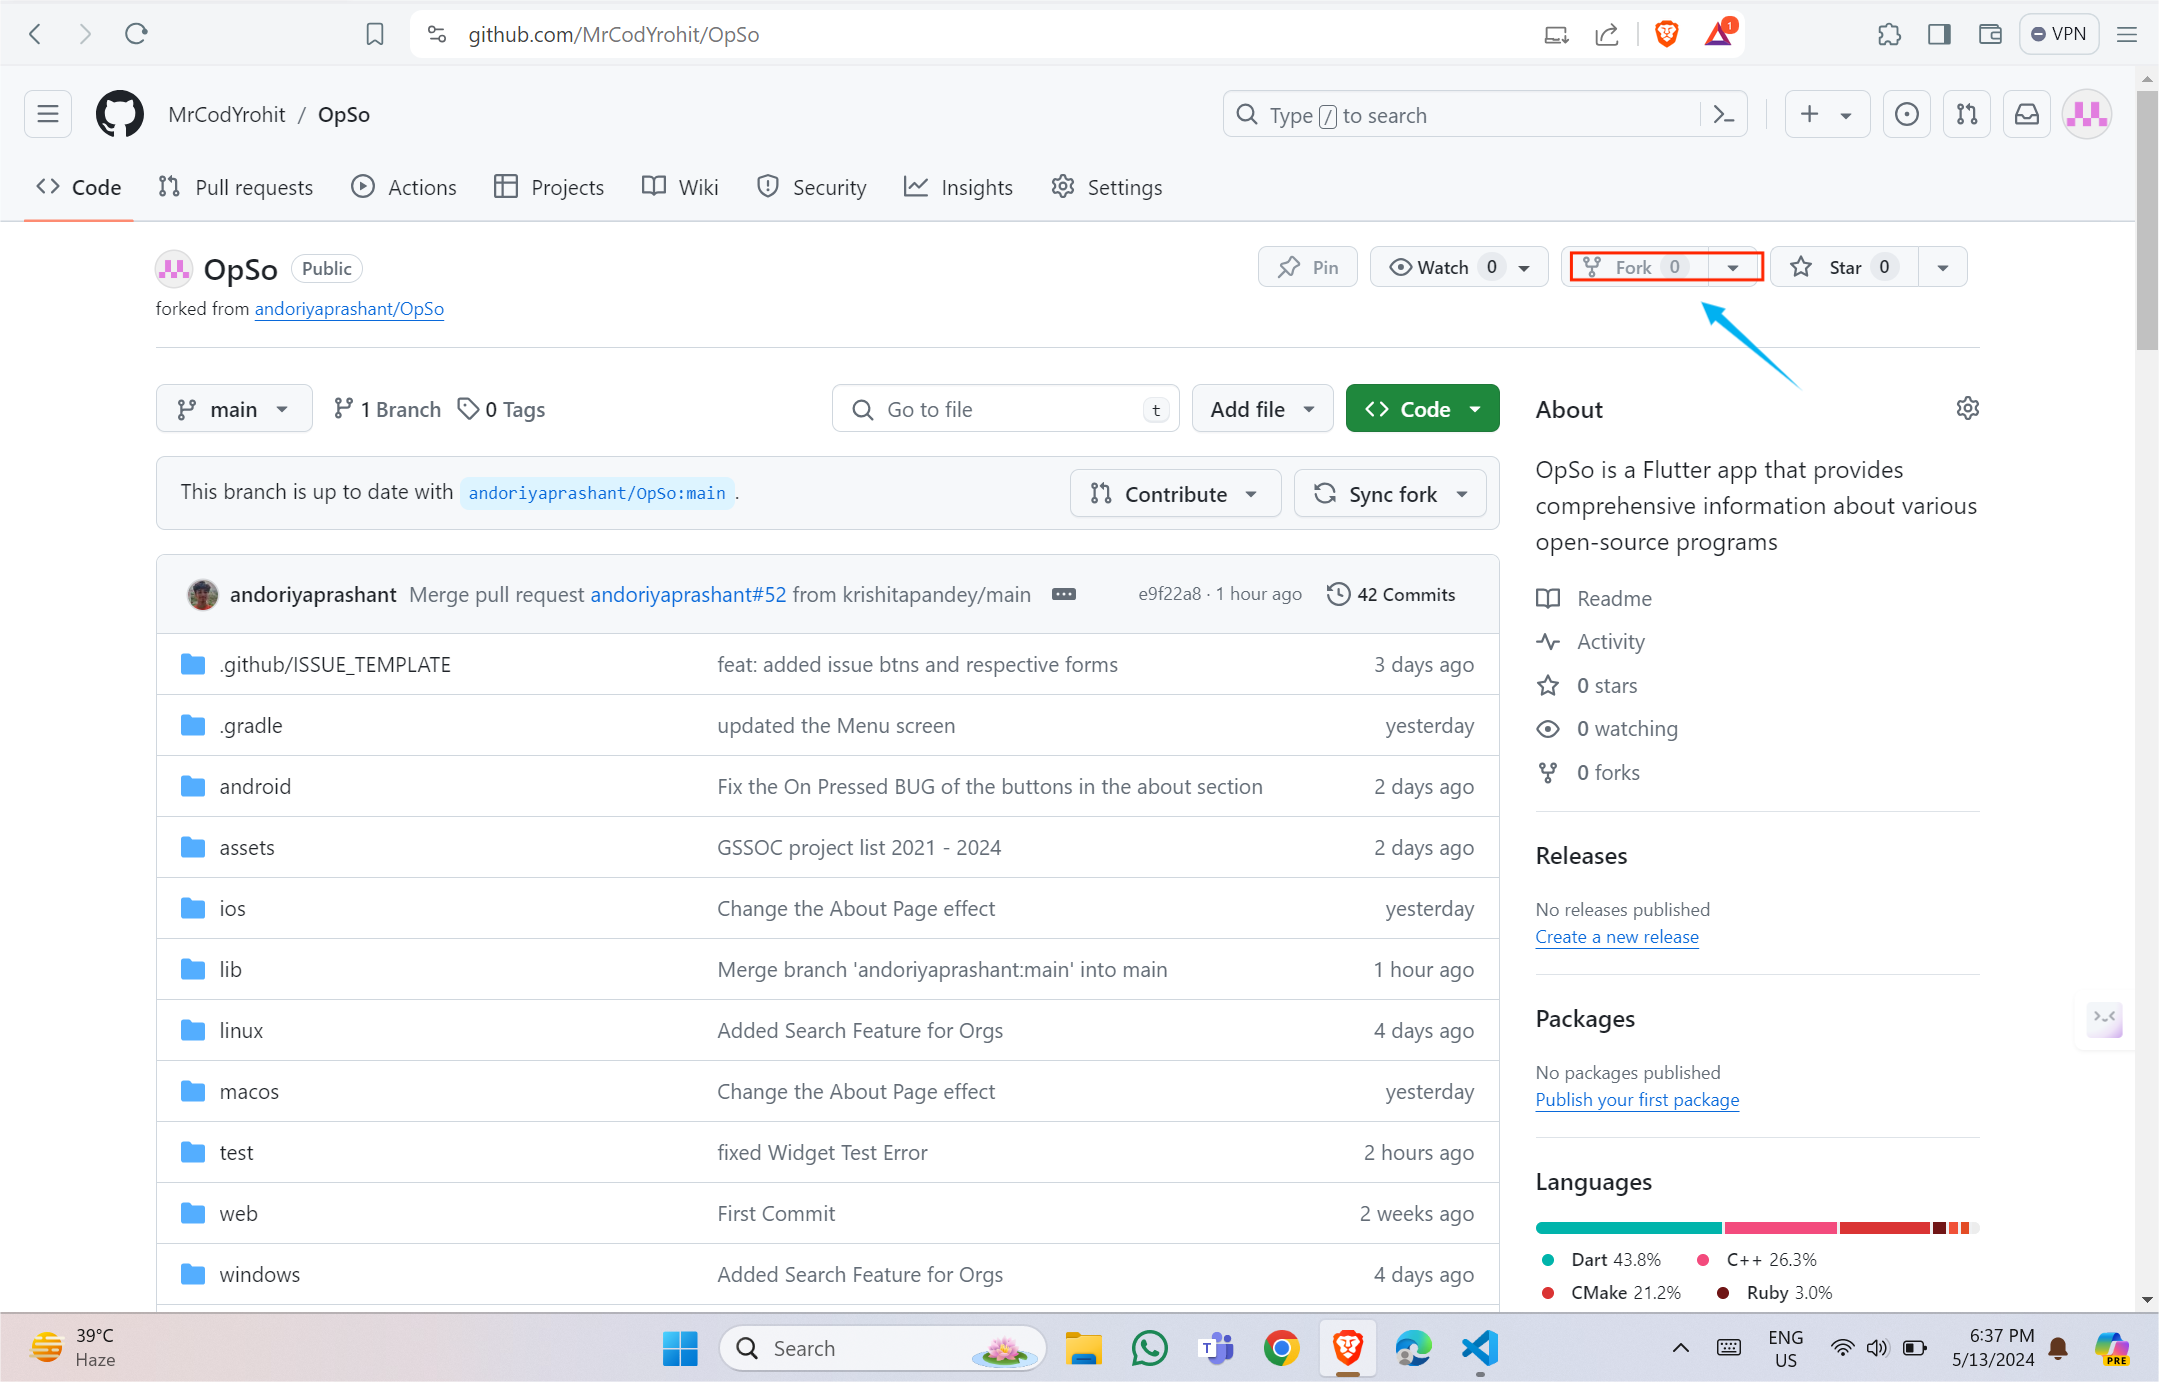 github.com/MrCodYrohit/OpSo
1
VPN
MrCodYrohit / OpSo
Type / to search
Code
Pull requests
Actions
Projects
Wiki
Security
Insights
Settings
OpSo Public
Pin
Watch 0
Fork 0
Star 0
forked from andoriyaprashant/OpSo
main
1 Branch
0 Tags
Go to file t
Add file
Code
This branch is up to date with andoriyaprashant/OpSo:main.
Contribute
Sync fork
andoriyaprashant Merge pull request andoriyaprashant#52 from krishitapandey/main e9f22a8 · 1 hour ago 42 Commits
.github/ISSUE_TEMPLATE feat: added issue btns and respective forms 3 days ago
.gradle updated the Menu screen yesterday
android Fix the On Pressed BUG of the buttons in the about section 2 days ago
assets GSSOC project list 2021 - 2024 2 days ago
ios Change the About Page effect yesterday
lib Merge branch 'andoriyaprashant:main' into main 1 hour ago
linux Added Search Feature for Orgs 4 days ago
macos Change the About Page effect yesterday
test fixed Widget Test Error 2 hours ago
web First Commit 2 weeks ago
windows Added Search Feature for Orgs 4 days ago
About
OpSo is a Flutter app that provides
comprehensive information about various
open-source programs
Readme
Activity
0 stars
0 watching
0 forks
Releases
No releases published
Create a new release
Packages
No packages published
Publish your first package
Languages
Dart 43.8% C++ 26.3%
CMake 21.2% Ruby 3.0%
39°C
Haze
Search
T
ENG
US
6:37 PM
5/13/2024
PRE